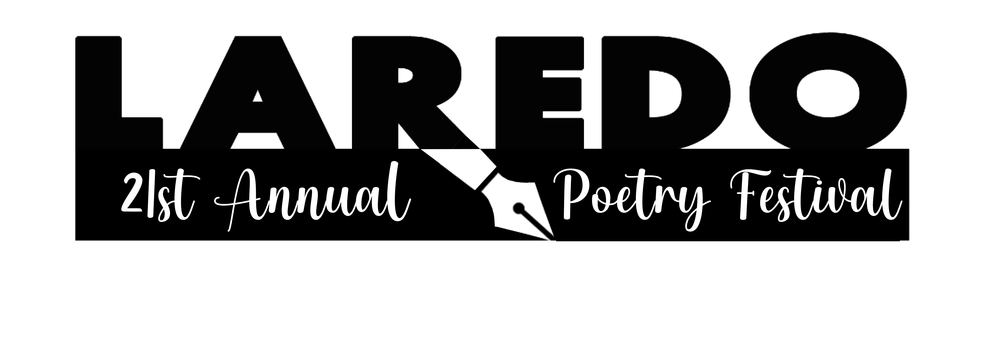 LAREDO
21st Annual Poetry Festival